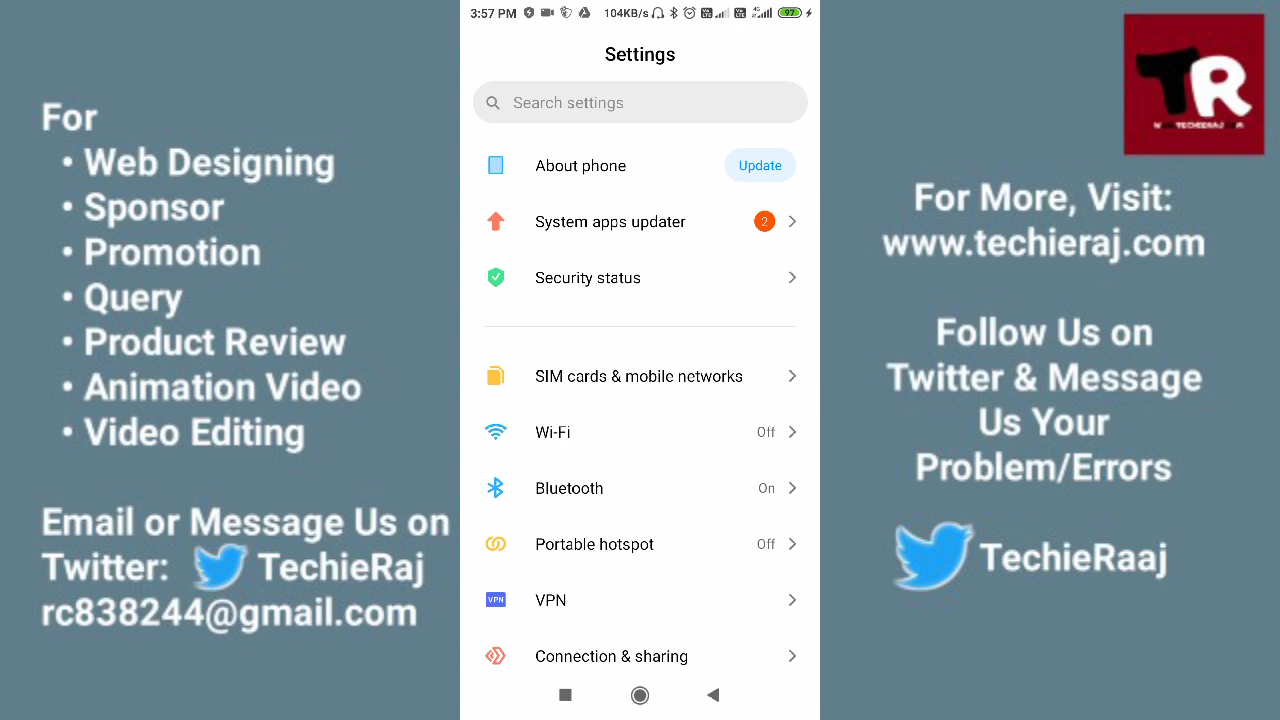 For
• Web Designing
• Sponsor
• Promotion
• Query
• Product Review
• Animation Video
• Video Editing
Email or Message Us on
Twitter: TechieRaj
rc838244@gmail.com
3:57 PM 104KB/s 4G 97
Settings
Search settings
About phone Update
System apps updater 2
Security status
SIM cards & mobile networks
Wi-Fi Off
Bluetooth On
Portable hotspot Off
VPN VPN
Connection & sharing
TR
For More, Visit:
www.techieraj.com
Follow Us on
Twitter & Message
Us Your
Problem/Errors
TechieRaaj